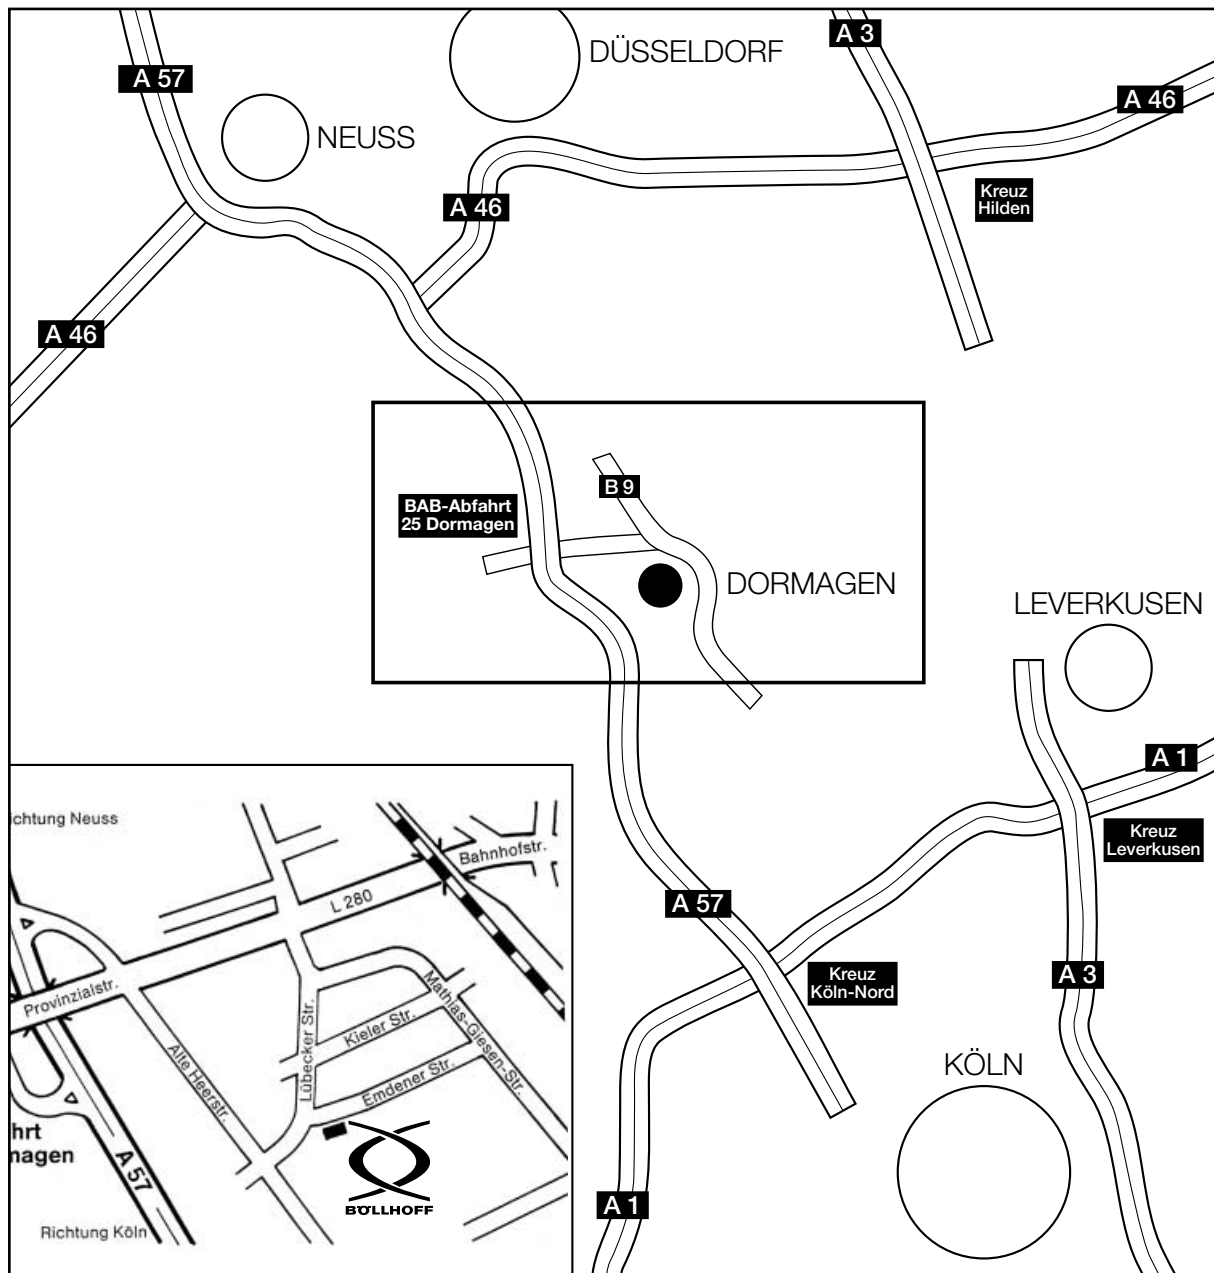 A 3
DÜSSELDORF
A 57
A 46
NEUSS
Kreuz
Hilden
A 46
A 46
B 9
BAB-Abfahrt
25 Dormagen
DORMAGEN
LEVERKUSEN
A 1
Kreuz
Leverkusen
A 57
Kreuz
Köln-Nord
A 3
KÖLN
A 1
ichtung Neuss
Bahnhofstr.
L 280
Provinzialstr.
Mathias-Giesen-Str.
Kieler Str.
Lübecker Str.
Alte Heerstr.
Emdener Str.
hrt
magen
A 57
BÖLLHOFF
Richtung Köln